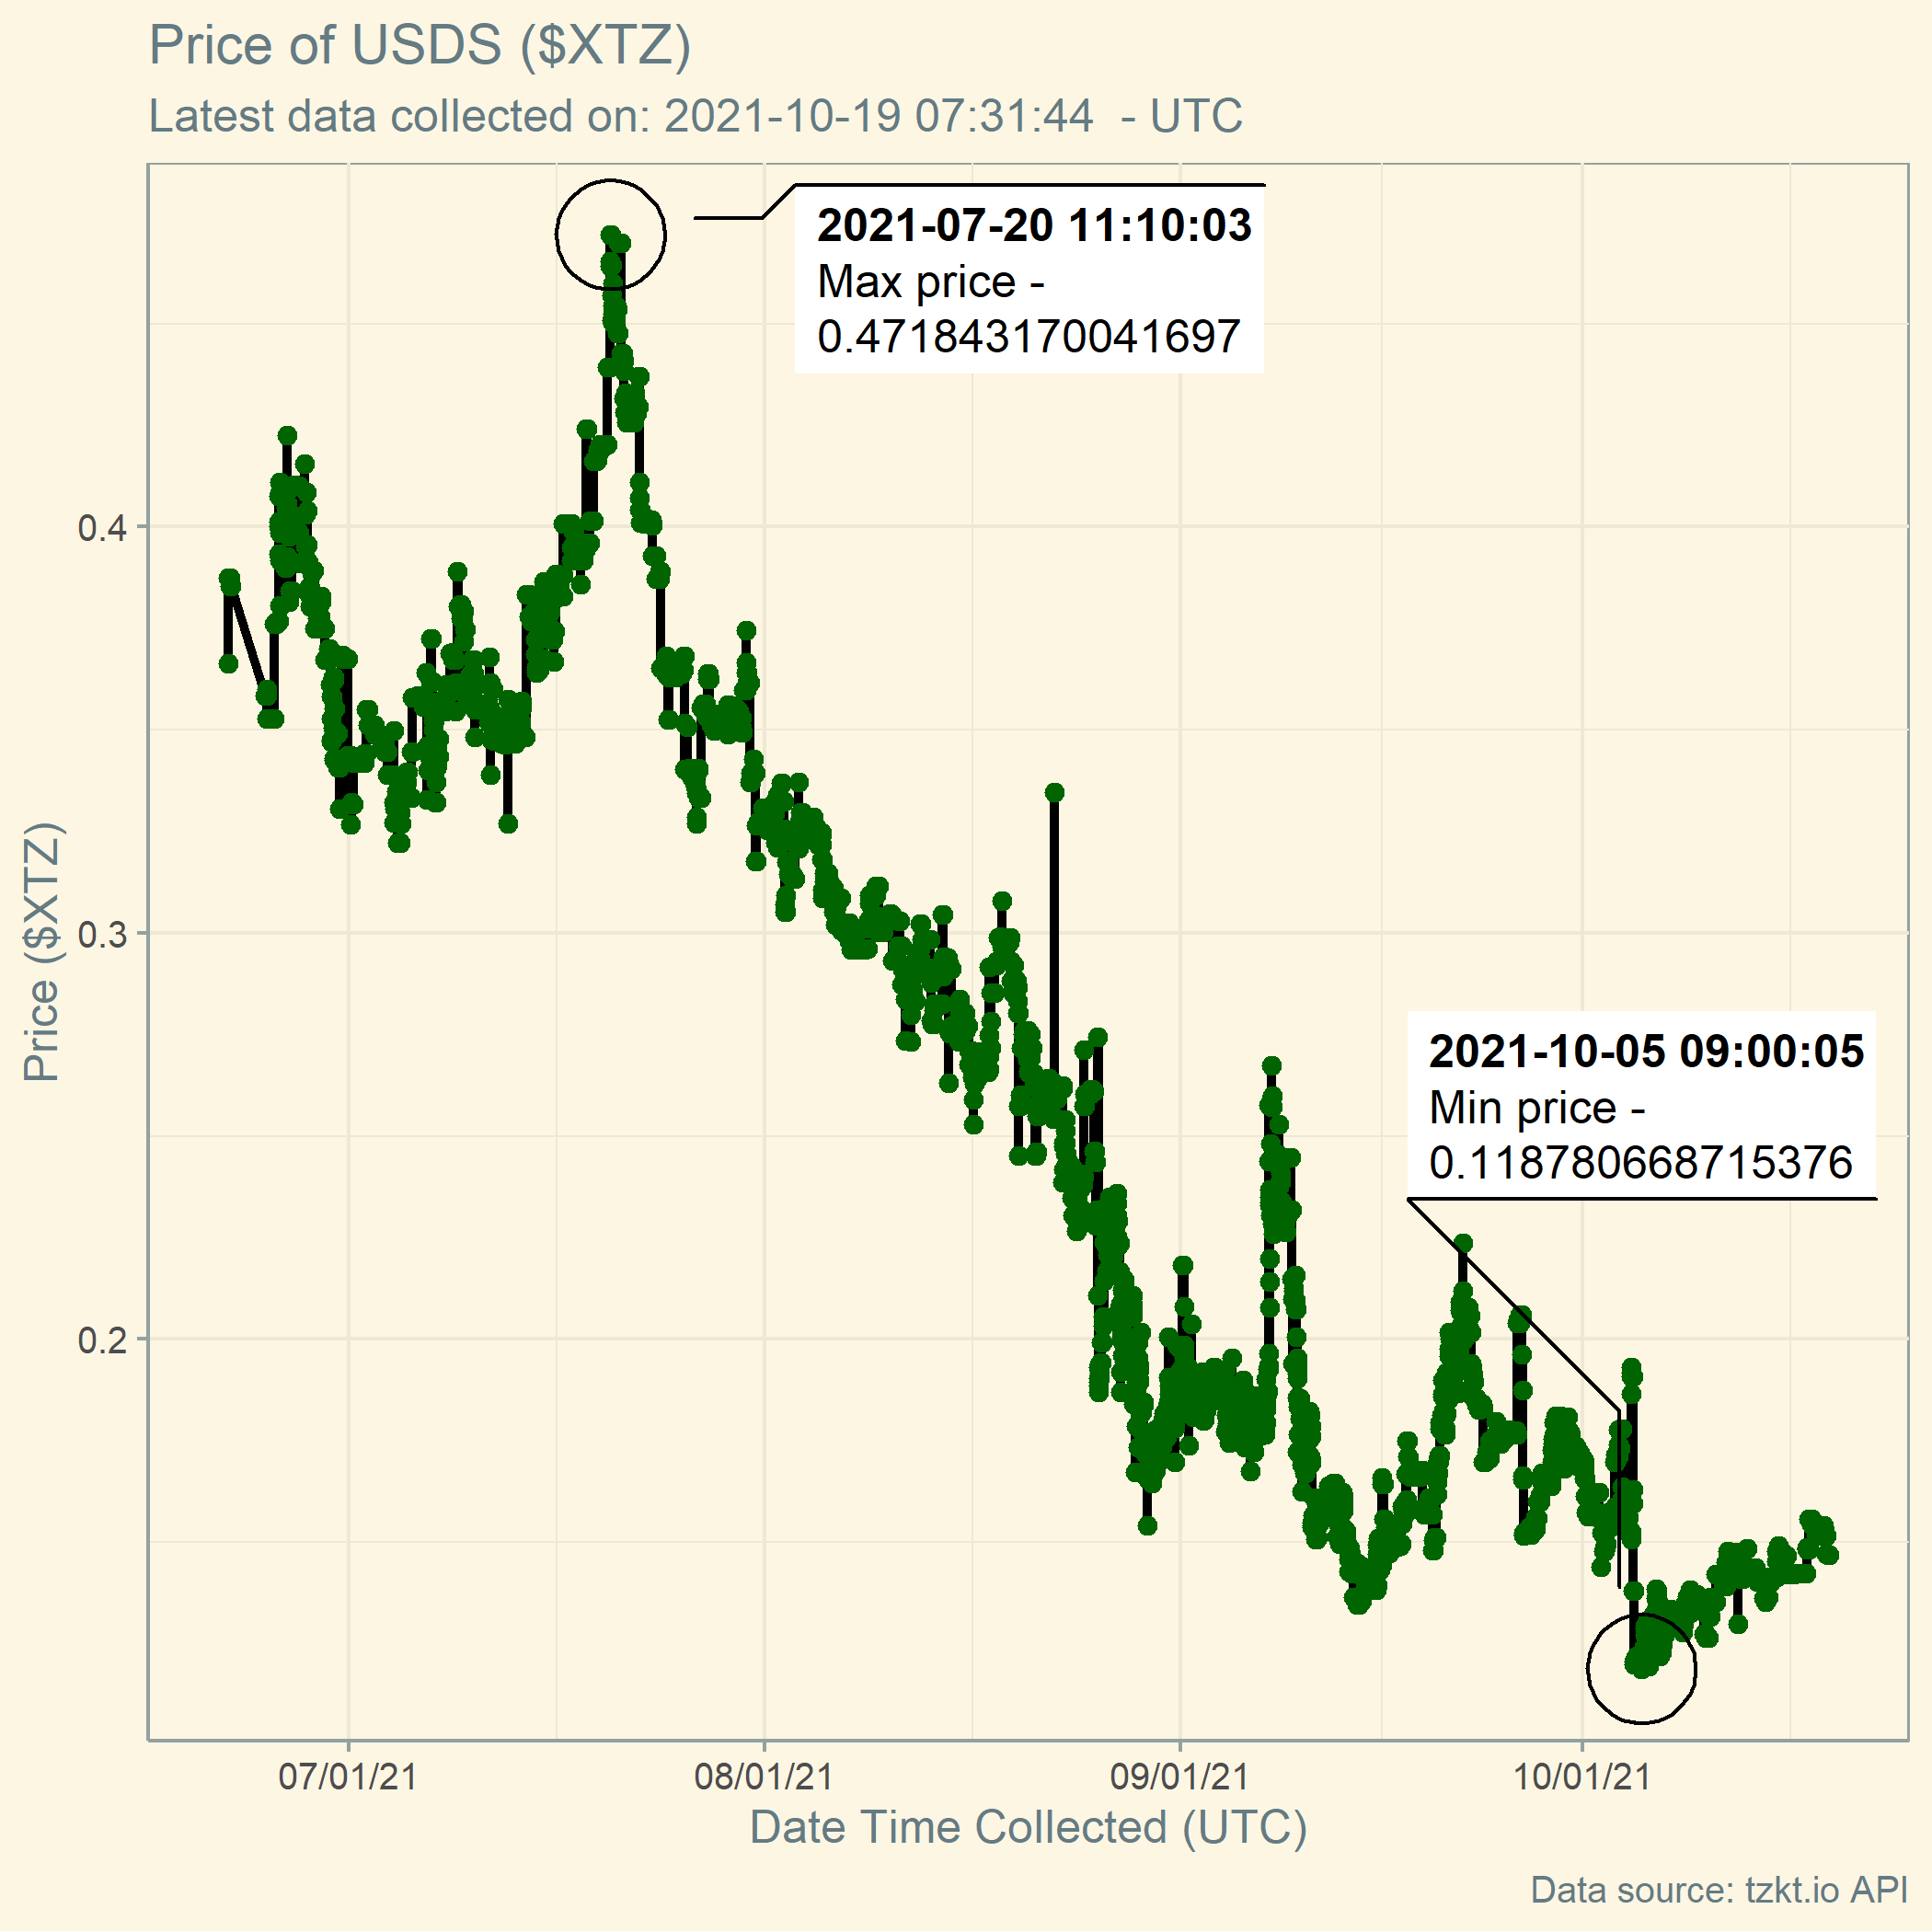 Price of USDS ($XTZ)
Latest data collected on: 2021-10-19 07:31:44  - UTC
2021-07-20 11:10:03
Max price -
0.471843170041697
2021-10-05 09:00:05
Min price -
0.118780668715376
Price ($XTZ)
0.4
0.3
0.2
07/01/21
08/01/21
09/01/21
10/01/21
Date Time Collected (UTC)
Data source: tzkt.io API